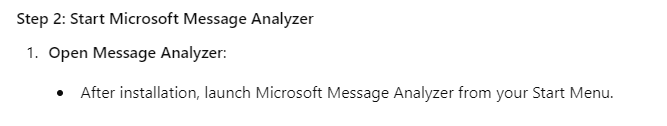 Step 2: Start Microsoft Message Analyzer
1. Open Message Analyzer:
• After installation, launch Microsoft Message Analyzer from your Start Menu.